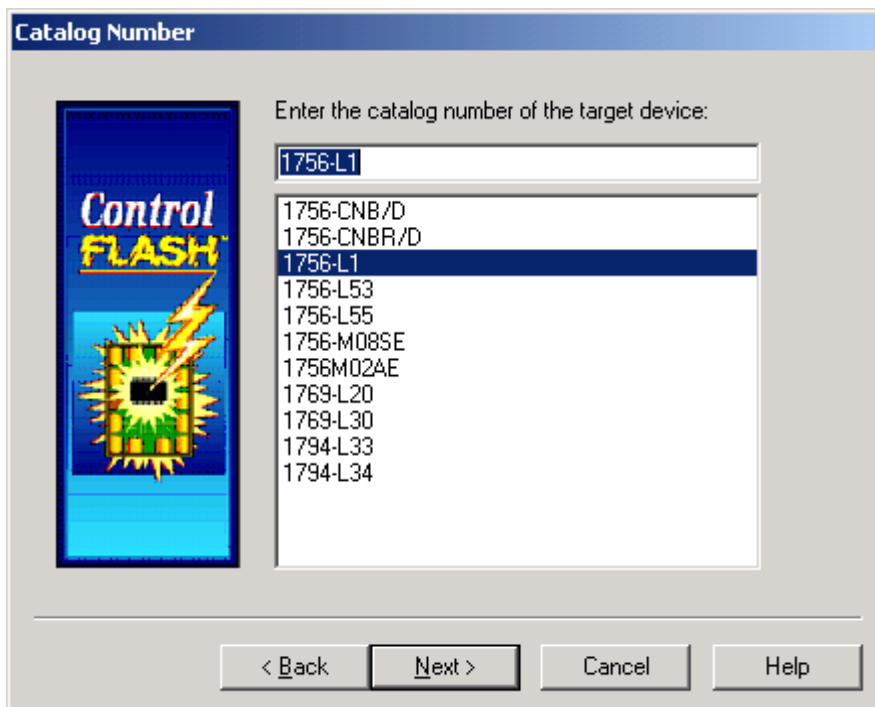 Catalog Number
Control
FLASH
Enter the catalog number of the target device:
1756-L1
1756-CNB/D
1756-CNBR/D
1756-L1
1756-L53
1756-L55
1756-M08SE
1756M02AE
1769-L20
1769-L30
1794-L33
1794-L34
< Back
Next >
Cancel
Help